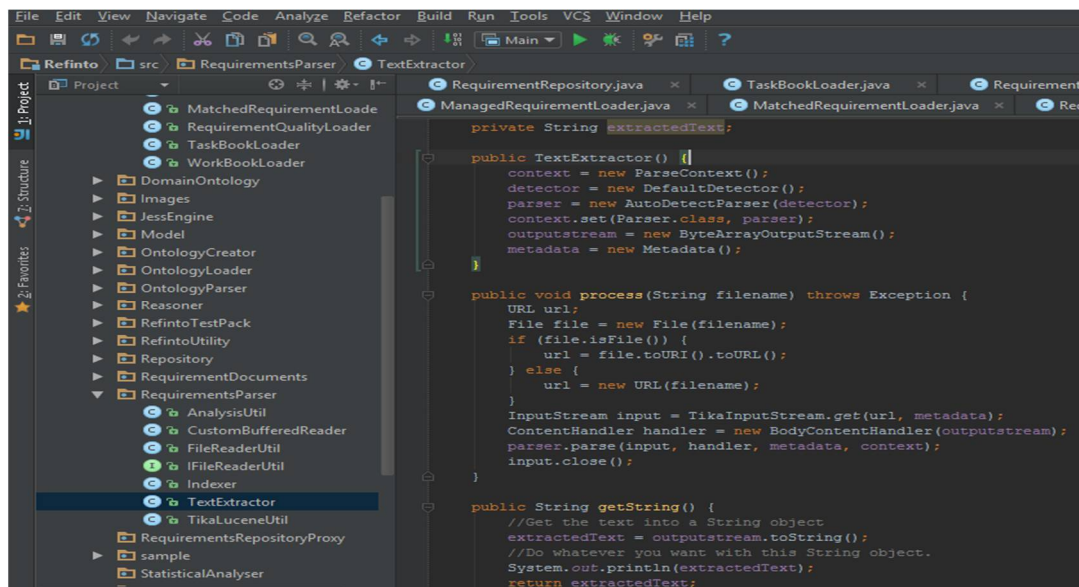 File Edit View Navigate Code Analyze Refactor Build Run Tools VCS Window Help
Main
Refinto src RequirementsParser TextExtractor
1: Project
2: Structure
2: Favorites
Project
MatchedRequirementLoade
RequirementQualityLoader
TaskBookLoader
WorkBookLoader
DomainOntology
Images
JessEngine
Model
OntologyCreator
OntologyLoader
OntologyParser
Reasoner
RefintoTestPack
RefintoUtility
Repository
RequirementDocuments
RequirementsParser
AnalysisUtil
CustomBufferedReader
FileReaderUtil
IFileReaderUtil
Indexer
TextExtractor
TikaLuceneUtil
RequirementsRepositoryProxy
sample
StatisticalAnalyser
RequirementRepository.java TaskBookLoader.java Requirement
ManagedRequirementLoader.java MatchedRequirementLoader.java Re
private String extractedText;
public TextExtractor() {
context = new ParseContext();
detector = new DefaultDetector();
parser = new AutoDetectParser(detector);
context.set(Parser.class, parser);
outputstream = new ByteArrayOutputStream();
metadata = new Metadata();
}
public void process(String filename) throws Exception {
URL url;
File file = new File(filename);
if (file.isFile()) {
url = file.toURI().toURL();
} else {
url = new URL(filename);
}
InputStream input = TikaInputStream.get(url, metadata);
ContentHandler handler = new BodyContentHandler(outputstream);
parser.parse(input, handler, metadata, context);
input.close();
}
public String getString() {
//Get the text into a String object
extractedText = outputstream.toString();
//Do whatever you want with this String object.
System.out.println(extractedText);
return extractedText;